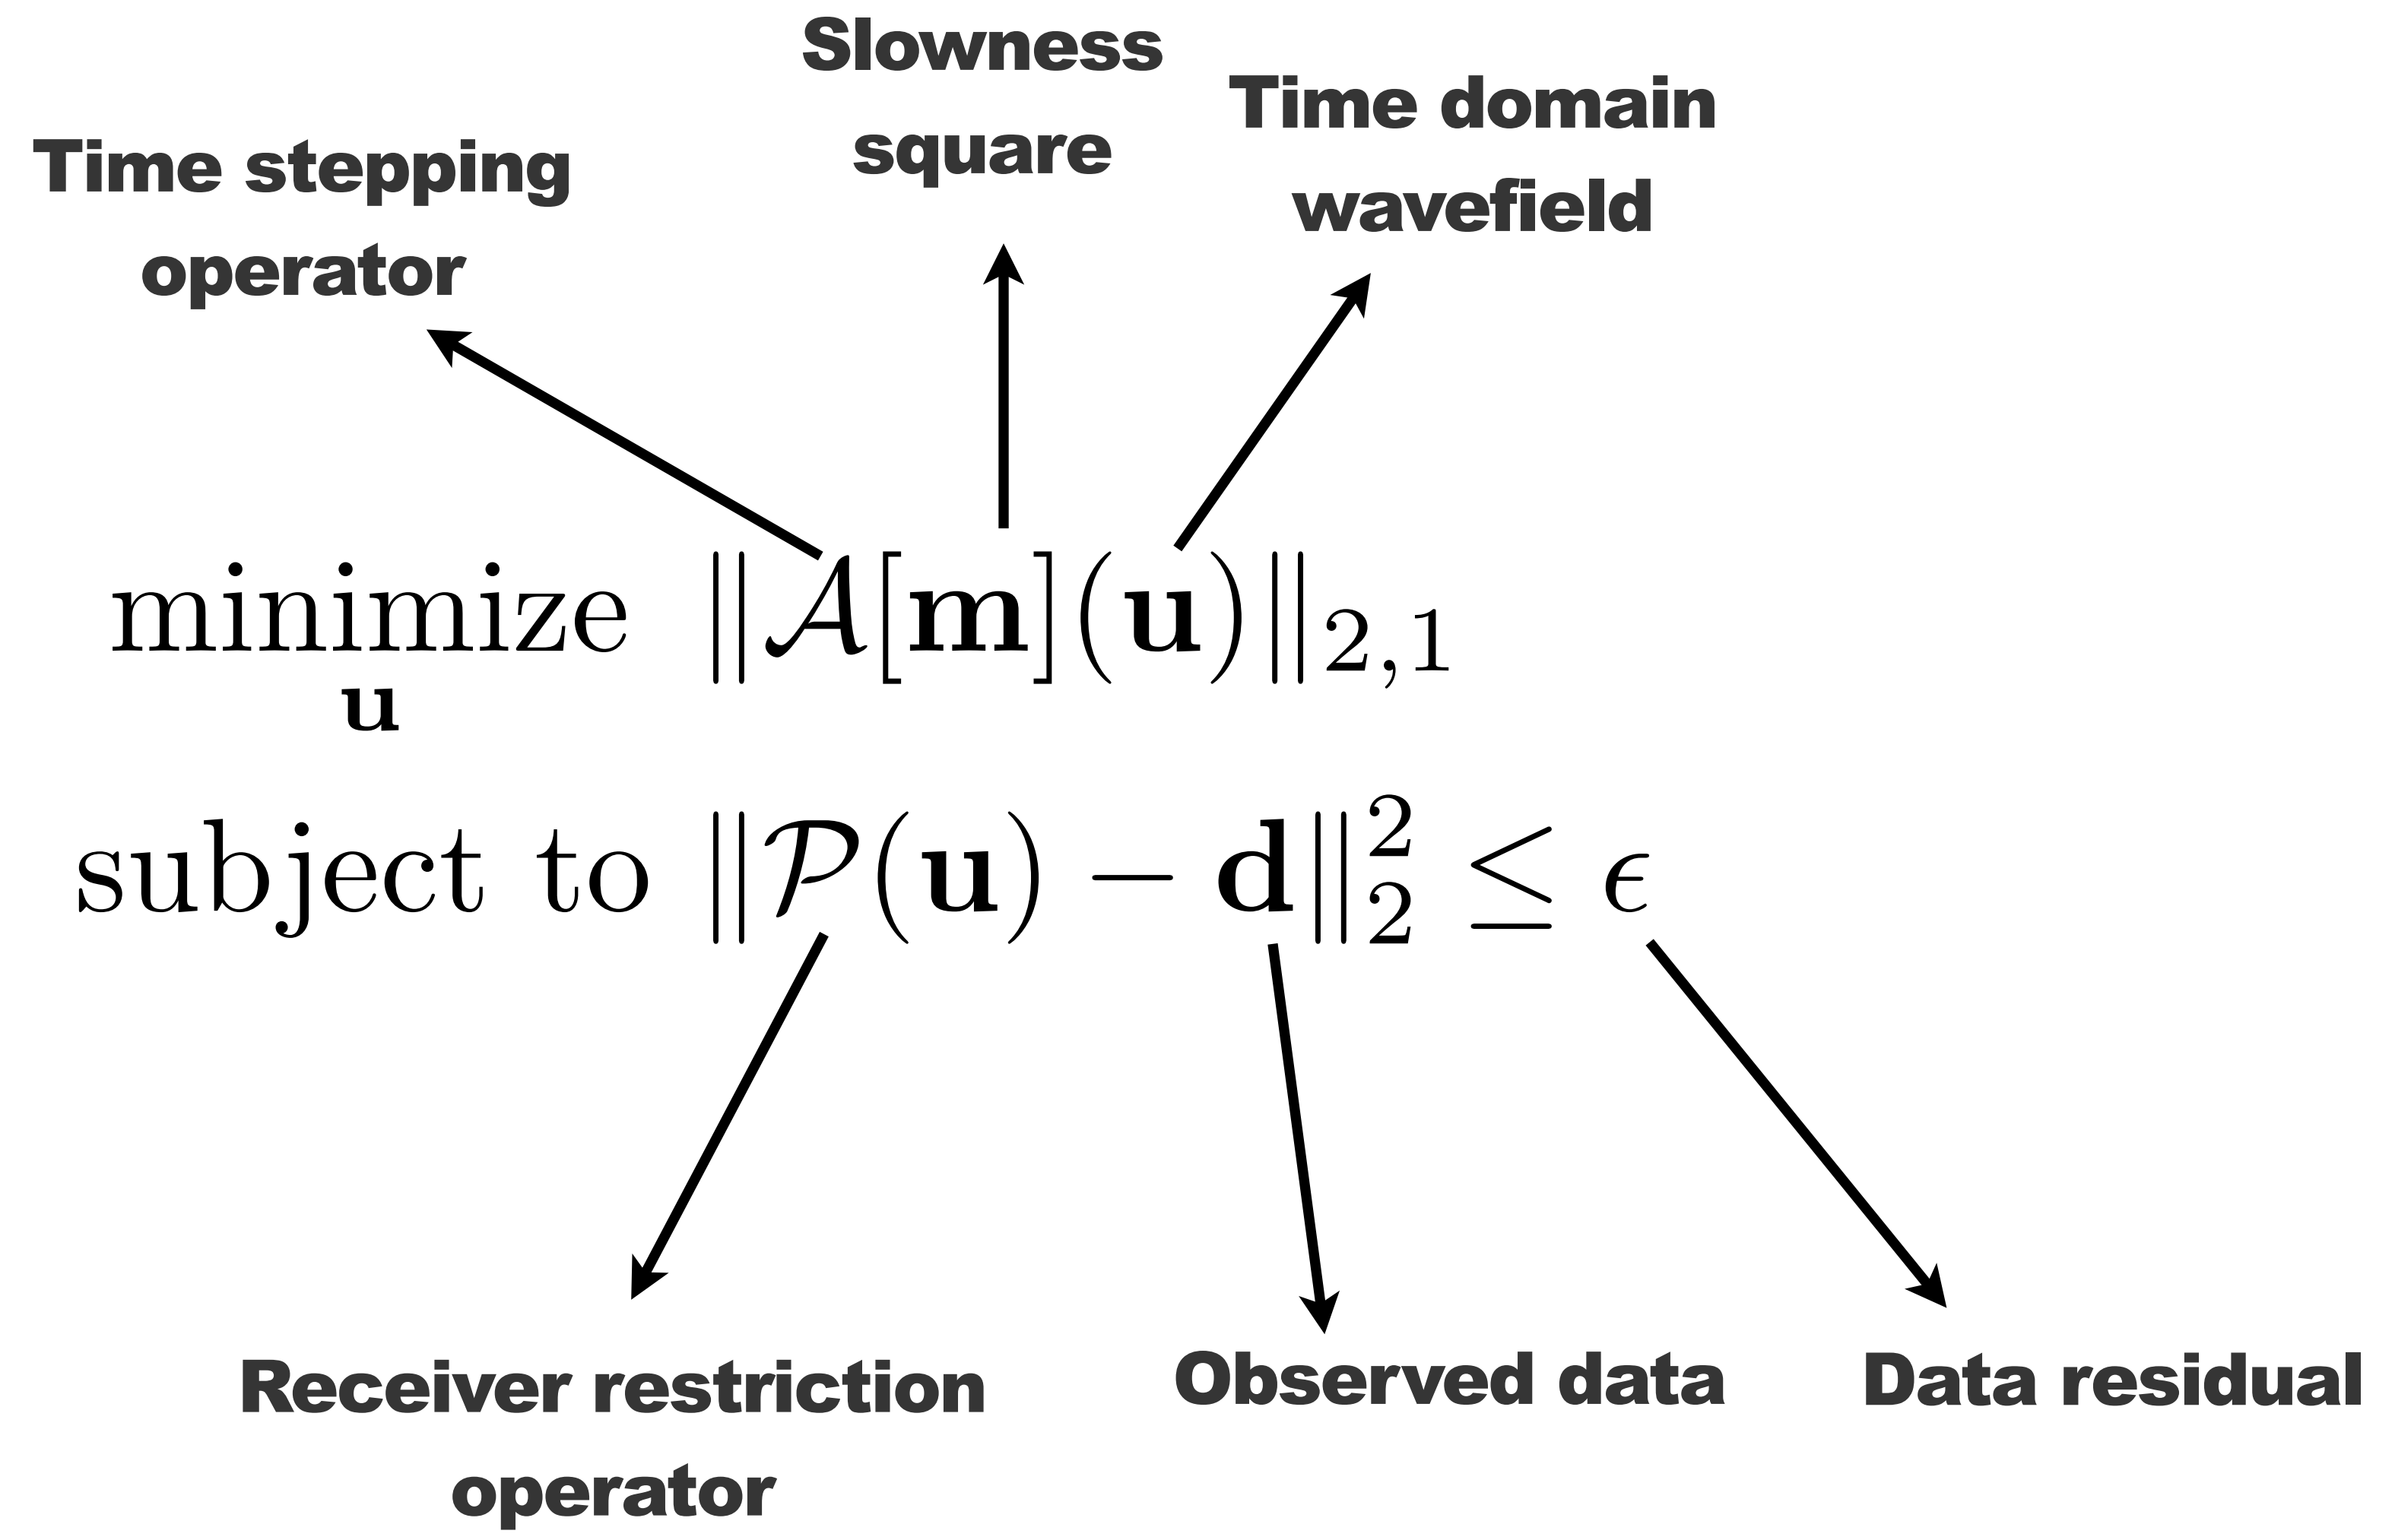 Slowness
square
Time domain
wavefield
Time stepping
operator
minimize ‖𝒜[𝐦](𝐮)‖₂,₁
𝐮
subject to ‖𝒫(𝐮) − 𝐝‖₂² ≤ ϵ
Receiver restriction
operator
Observed data
Data residual